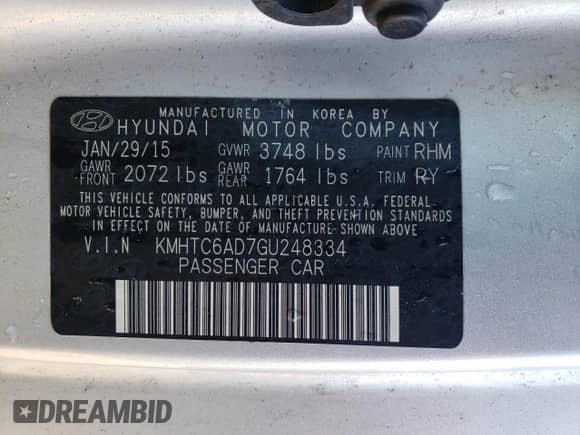 MANUFACTURED IN KOREA BY
HYUNDAI MOTOR COMPANY
JAN/29/15 GVWR 3748 lbs PAINT RHM
GAWR FRONT 2072 lbs GAWR REAR 1764 lbs TRIM RY
THIS VEHICLE CONFORMS TO ALL APPLICABLE U.S.A. FEDERAL
MOTOR VEHICLE SAFETY, BUMPER, AND THEFT PREVENTION STANDARDS
IN EFFECT ON THE DATE OF MANUFACTURE SHOWN ABOVE
V.I.N KMHTC6AD7GU248334
PASSENGER CAR
DREAMBID